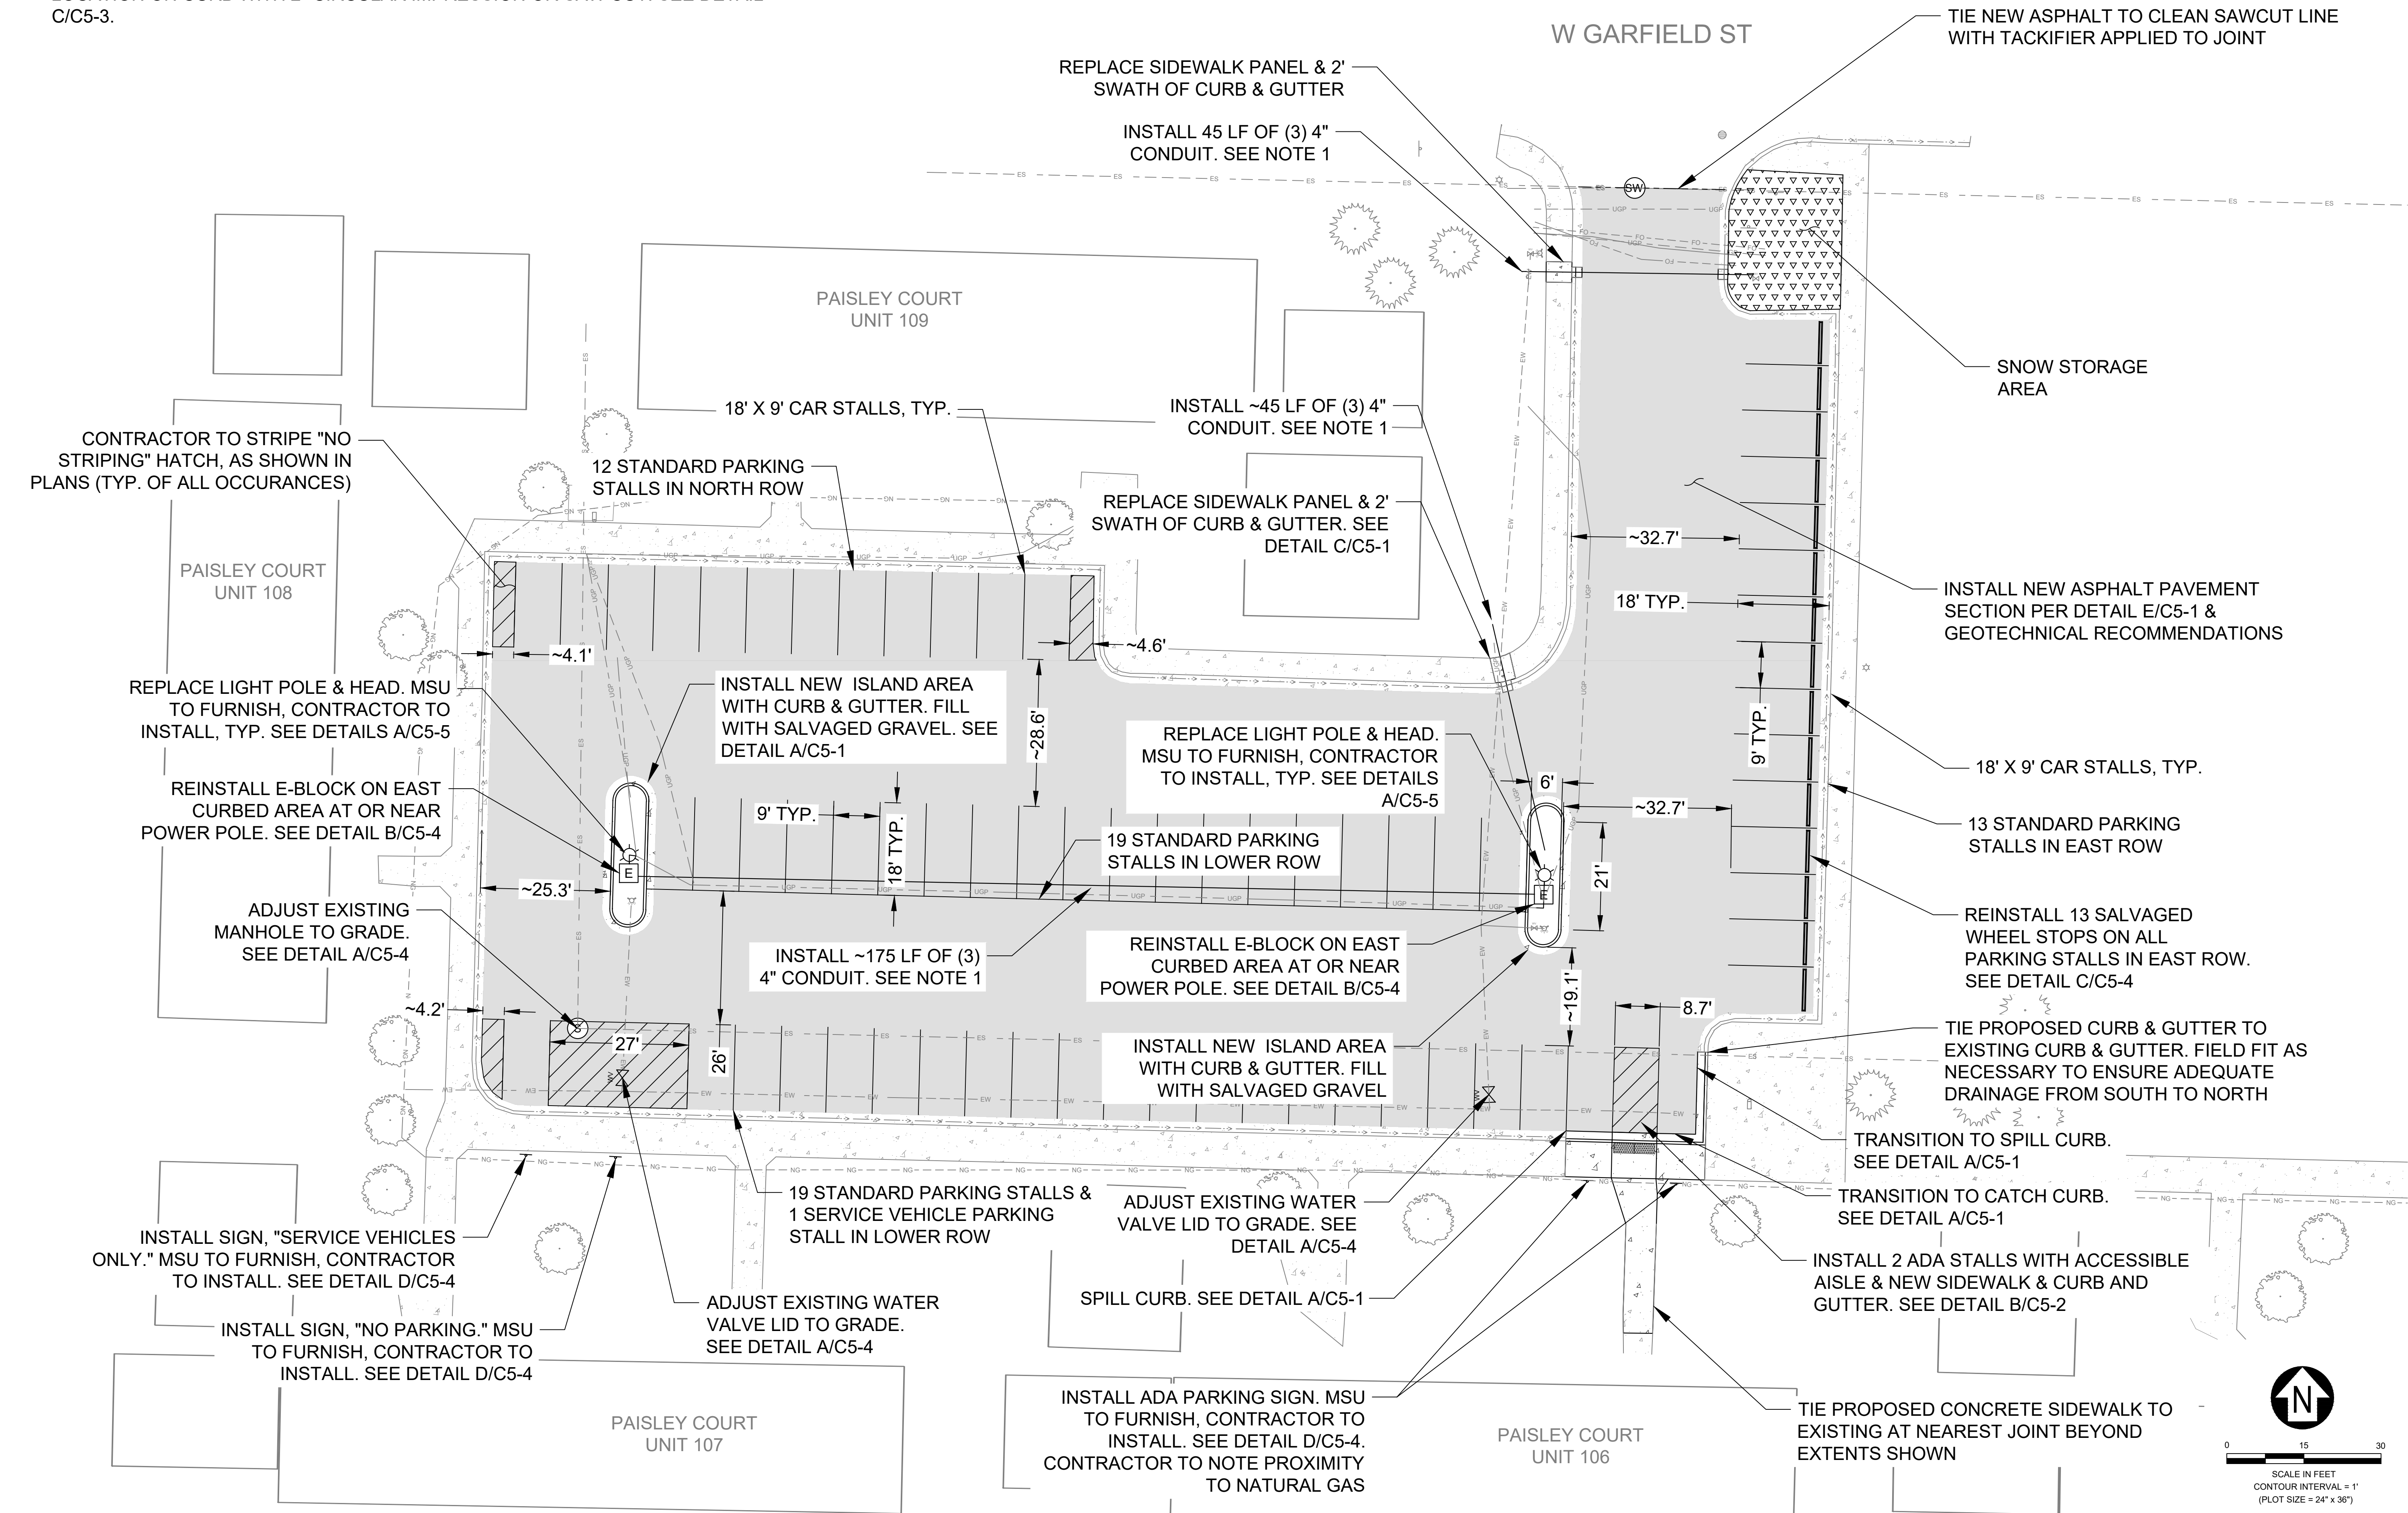 C/C5-3.
W GARFIELD ST
TIE NEW ASPHALT TO CLEAN SAWCUT LINE
WITH TACKIFIER APPLIED TO JOINT
REPLACE SIDEWALK PANEL & 2'
SWATH OF CURB & GUTTER
INSTALL 45 LF OF (3) 4"
CONDUIT. SEE NOTE 1
SW
SNOW STORAGE
AREA
PAISLEY COURT
UNIT 109
18' X 9' CAR STALLS, TYP.
INSTALL ~45 LF OF (3) 4"
CONDUIT. SEE NOTE 1
CONTRACTOR TO STRIPE "NO
STRIPING" HATCH, AS SHOWN IN
PLANS (TYP. OF ALL OCCURANCES)
12 STANDARD PARKING
STALLS IN NORTH ROW
REPLACE SIDEWALK PANEL & 2'
SWATH OF CURB & GUTTER. SEE
DETAIL C/C5-1
~32.7'
PAISLEY COURT
UNIT 108
18' TYP.
INSTALL NEW ASPHALT PAVEMENT
SECTION PER DETAIL E/C5-1 &
GEOTECHNICAL RECOMMENDATIONS
~4.1'
~4.6'
REPLACE LIGHT POLE & HEAD. MSU
TO FURNISH, CONTRACTOR TO
INSTALL, TYP. SEE DETAILS A/C5-5
INSTALL NEW ISLAND AREA
WITH CURB & GUTTER. FILL
WITH SALVAGED GRAVEL. SEE
DETAIL A/C5-1
~28.6'
REPLACE LIGHT POLE & HEAD.
MSU TO FURNISH, CONTRACTOR
TO INSTALL, TYP. SEE DETAILS
A/C5-5
9' TYP.
18' X 9' CAR STALLS, TYP.
6'
~32.7'
REINSTALL E-BLOCK ON EAST
CURBED AREA AT OR NEAR
POWER POLE. SEE DETAIL B/C5-4
9' TYP.
18' TYP.
19 STANDARD PARKING
STALLS IN LOWER ROW
13 STANDARD PARKING
STALLS IN EAST ROW
E
E
21'
~25.3'
ADJUST EXISTING
MANHOLE TO GRADE.
SEE DETAIL A/C5-4
INSTALL ~175 LF OF (3)
4" CONDUIT. SEE NOTE 1
REINSTALL E-BLOCK ON EAST
CURBED AREA AT OR NEAR
POWER POLE. SEE DETAIL B/C5-4
REINSTALL 13 SALVAGED
WHEEL STOPS ON ALL
PARKING STALLS IN EAST ROW.
SEE DETAIL C/C5-4
~4.2'
S
27'
26'
~19.1'
8.7'
INSTALL NEW ISLAND AREA
WITH CURB & GUTTER. FILL
WITH SALVAGED GRAVEL
TIE PROPOSED CURB & GUTTER TO
EXISTING CURB & GUTTER. FIELD FIT AS
NECESSARY TO ENSURE ADEQUATE
DRAINAGE FROM SOUTH TO NORTH
TRANSITION TO SPILL CURB.
SEE DETAIL A/C5-1
19 STANDARD PARKING STALLS &
1 SERVICE VEHICLE PARKING
STALL IN LOWER ROW
ADJUST EXISTING WATER
VALVE LID TO GRADE. SEE
DETAIL A/C5-4
TRANSITION TO CATCH CURB.
SEE DETAIL A/C5-1
INSTALL SIGN, "SERVICE VEHICLES
ONLY." MSU TO FURNISH, CONTRACTOR
TO INSTALL. SEE DETAIL D/C5-4
INSTALL 2 ADA STALLS WITH ACCESSIBLE
AISLE & NEW SIDEWALK & CURB AND
GUTTER. SEE DETAIL B/C5-2
SPILL CURB. SEE DETAIL A/C5-1
ADJUST EXISTING WATER
VALVE LID TO GRADE.
SEE DETAIL A/C5-4
INSTALL SIGN, "NO PARKING." MSU
TO FURNISH, CONTRACTOR TO
INSTALL. SEE DETAIL D/C5-4
INSTALL ADA PARKING SIGN. MSU
TO FURNISH, CONTRACTOR TO
INSTALL. SEE DETAIL D/C5-4.
CONTRACTOR TO NOTE PROXIMITY
TO NATURAL GAS
TIE PROPOSED CONCRETE SIDEWALK TO
EXISTING AT NEAREST JOINT BEYOND
EXTENTS SHOWN
PAISLEY COURT
UNIT 107
PAISLEY COURT
UNIT 106
N
0 15 30
SCALE IN FEET
CONTOUR INTERVAL = 1'
(PLOT SIZE = 24" x 36")